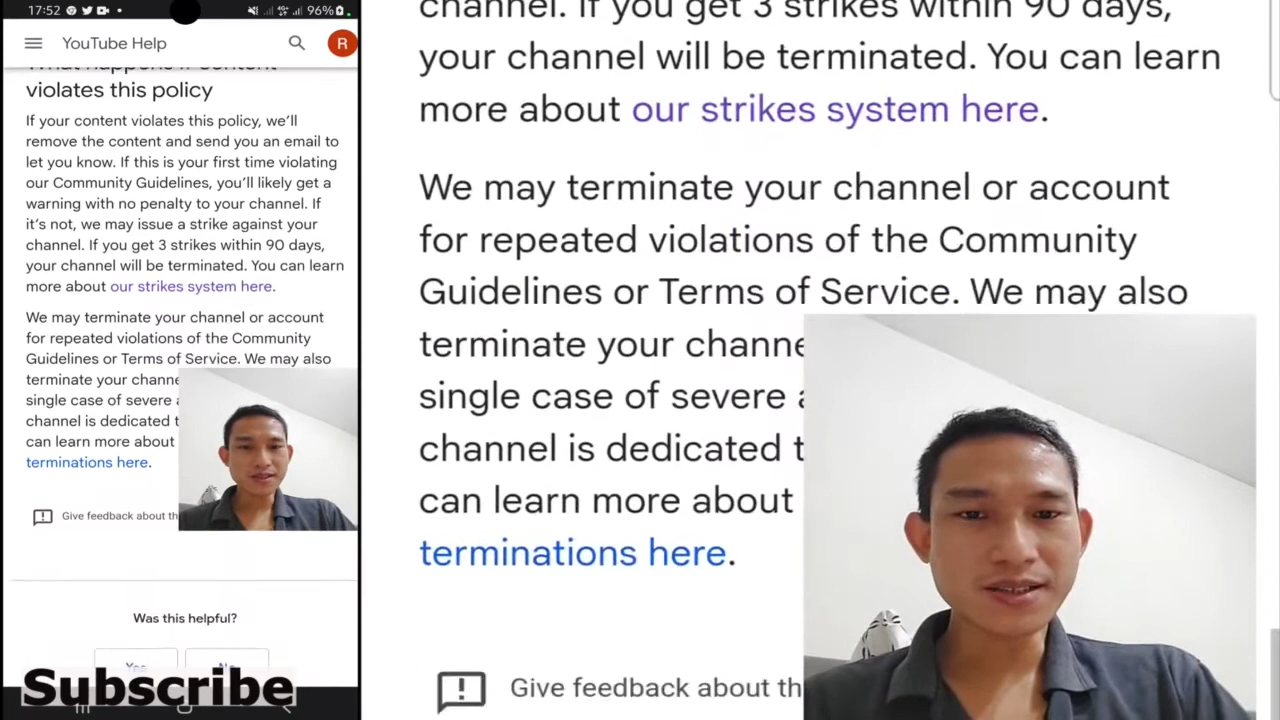 17:52
96%
YouTube Help
R
violates this policy
If your content violates this policy, we'll
remove the content and send you an email to
let you know. If this is your first time violating
our Community Guidelines, you'll likely get a
warning with no penalty to your channel. If
it's not, we may issue a strike against your
channel. If you get 3 strikes within 90 days,
your channel will be terminated. You can learn
more about our strikes system here.
We may terminate your channel or account
for repeated violations of the Community
Guidelines or Terms of Service. We may also
terminate your channe
single case of severe
channel is dedicated t
can learn more about
terminations here.
Give feedback about th
Was this helpful?
Yes
No
Subscribe
channel. If you get 3 strikes within 90 days,
your channel will be terminated. You can learn
more about our strikes system here.
We may terminate your channel or account
for repeated violations of the Community
Guidelines or Terms of Service. We may also
terminate your channe
single case of severe
channel is dedicated t
can learn more about
terminations here.
Give feedback about th